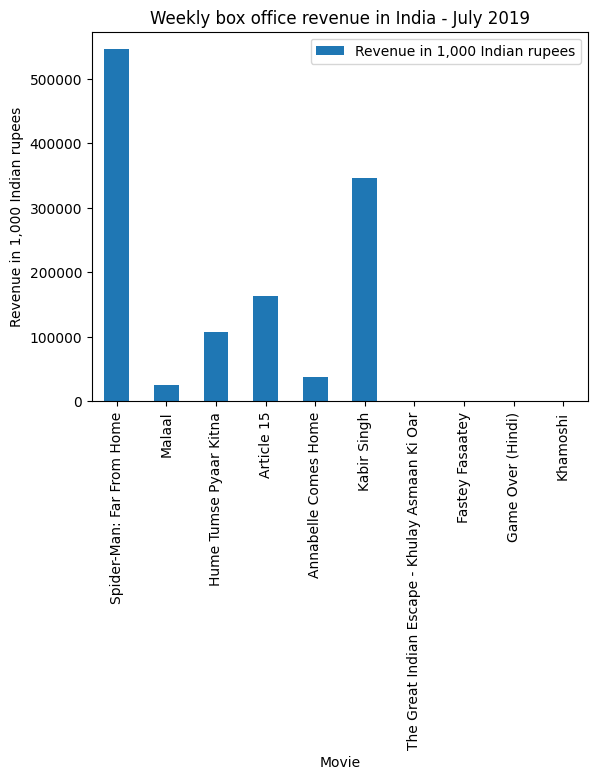 Weekly box office revenue in India - July 2019
Revenue in 1,000 Indian rupees
Revenue in 1,000 Indian rupees
500000
400000
300000
200000
100000
0
Spider-Man: Far From Home
Malaal
Hume Tumse Pyaar Kitna
Article 15
Annabelle Comes Home
Kabir Singh
The Great Indian Escape - Khulay Asmaan Ki Oar
Fastey Fasaatey
Game Over (Hindi)
Khamoshi
Movie